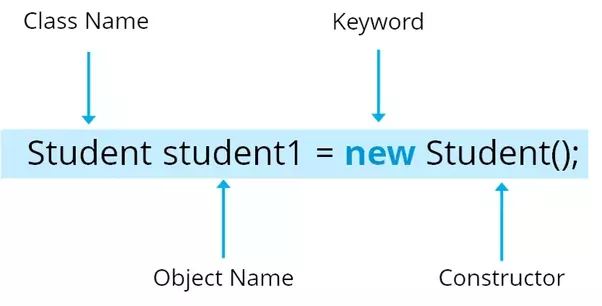 Class Name
Keyword
Student student1 = new Student();
Object Name
Constructor